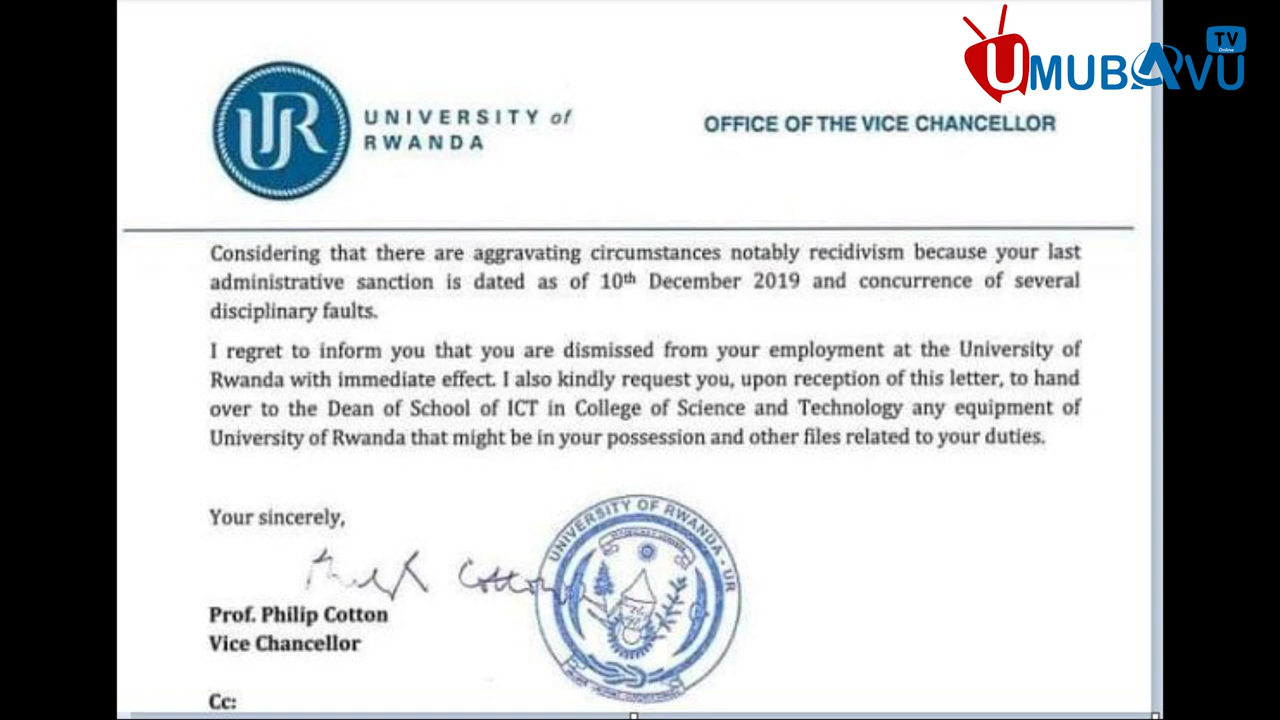 UMUBAVU
TV
Online
UR
UNIVERSITY of
RWANDA
OFFICE OF THE VICE CHANCELLOR
Considering that there are aggravating circumstances notably recidivism because your last
administrative sanction is dated as of 10th December 2019 and concurrence of several
disciplinary faults.
I regret to inform you that you are dismissed from your employment at the University of
Rwanda with immediate effect. I also kindly request you, upon reception of this letter, to hand
over to the Dean of School of ICT in College of Science and Technology any equipment of
University of Rwanda that might be in your possession and other files related to your duties.
Your sincerely,
Cotton
Prof. Philip Cotton
Vice Chancellor
UNIVERSITY OF RWANDA - UR
Cc: